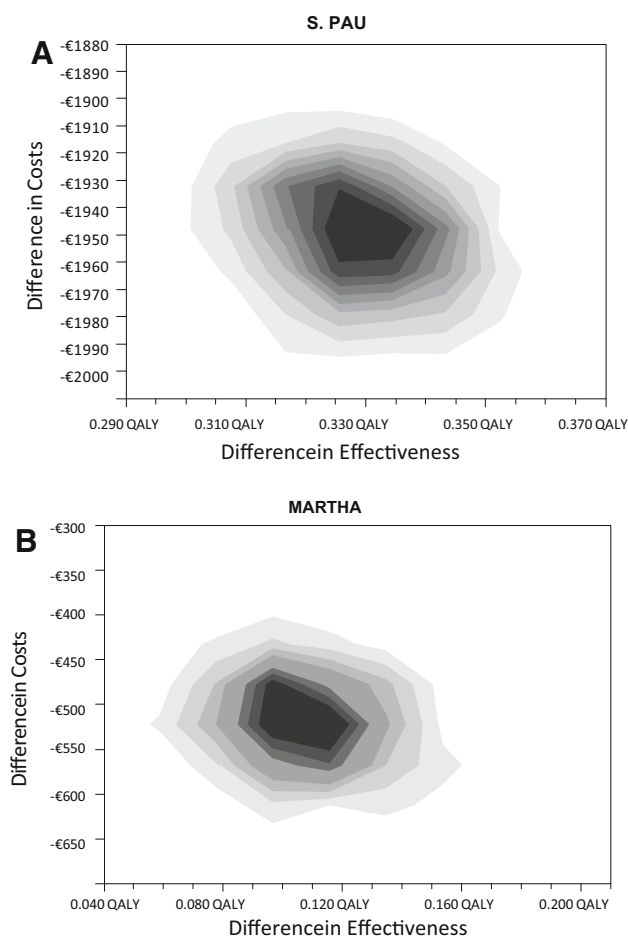 S. PAU
A
-€1880
-€1890
-€1900
-€1910
-€1920
-€1930
-€1940
-€1950
-€1960
-€1970
-€1980
-€1990
-€2000
Difference in Costs
0.290 QALY 0.310 QALY 0.330 QALY 0.350 QALY 0.370 QALY
Differencein Effectiveness
MARTHA
B
-€300
-€350
-€400
-€450
-€500
-€550
-€600
-€650
Differencein Costs
0.040 QALY 0.080 QALY 0.120 QALY 0.160 QALY 0.200 QALY
Differencein Effectiveness